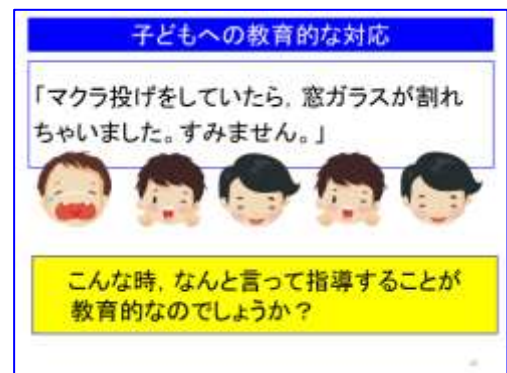 子どもへの教育的な対応
「マクラ投げをしていたら，窓ガラスが割れ
ちゃいました。すみません。」
こんな時，なんと言って指導することが
教育的なのでしょうか？